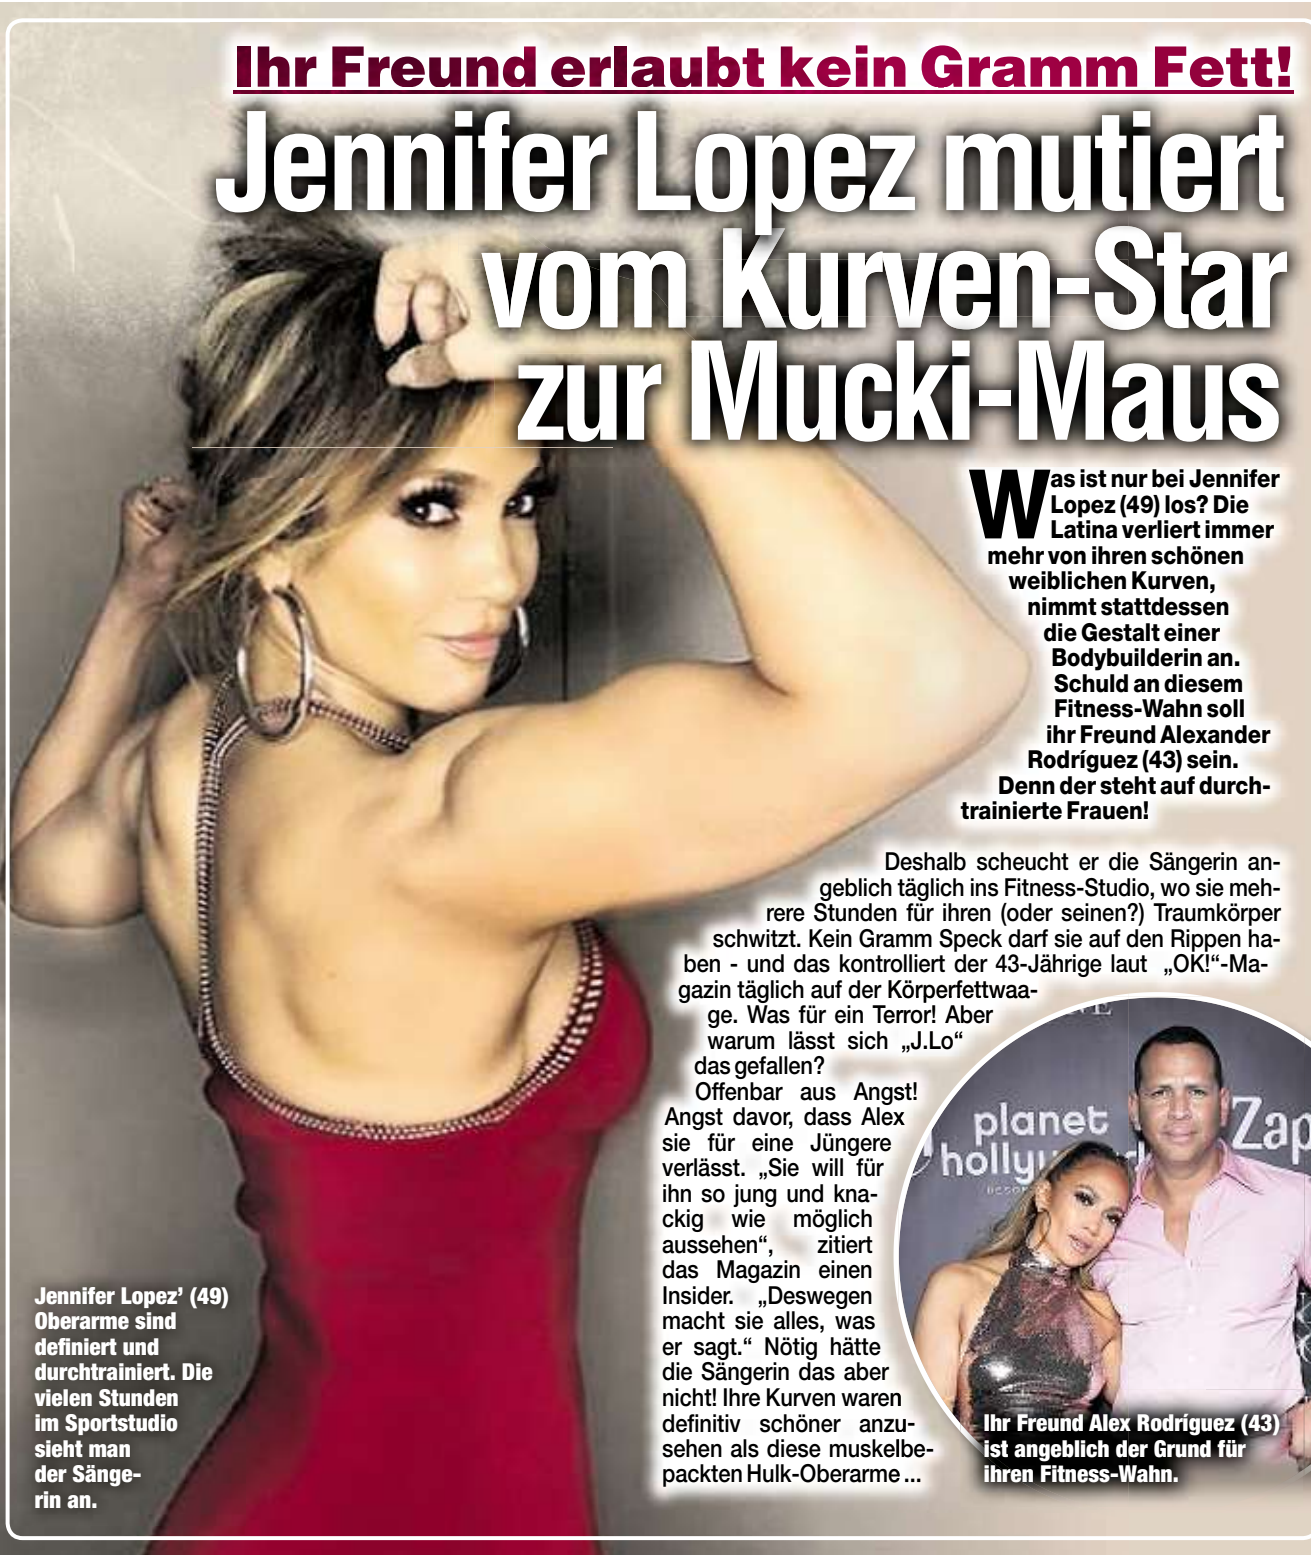 Ihr Freund erlaubt kein Gramm Fett!
Jennifer Lopez mutiert
vom Kurven-Star
zur Mucki-Maus
Was ist nur bei Jennifer
Lopez (49) los? Die
Latina verliert immer
mehr von ihren schönen
weiblichen Kurven,
nimmt stattdessen
die Gestalt einer
Bodybuilderin an.
Schuld an diesem
Fitness-Wahn soll
ihr Freund Alexander
Rodríguez (43) sein.
Denn der steht auf durch-
trainierte Frauen!
Deshalb scheucht er die Sängerin an-
geblich täglich ins Fitness-Studio, wo sie meh-
rere Stunden für ihren (oder seinen?) Traumkörper
schwitzt. Kein Gramm Speck darf sie auf den Rippen ha-
ben - und das kontrolliert der 43-Jährige laut „OK!“-Ma-
gazin täglich auf der Körperfettwaa-
ge. Was für ein Terror! Aber
warum lässt sich „J.Lo“
das gefallen?
Offenbar aus Angst!
Angst davor, dass Alex
sie für eine Jüngere
verlässt. „Sie will für
ihn so jung und kna-
ckig wie möglich
aussehen“, zitiert
das Magazin einen
Insider. „Deswegen
macht sie alles, was
er sagt.“ Nötig hätte
die Sängerin das aber
nicht! Ihre Kurven waren
definitiv schöner anzu-
sehen als diese muskelbe-
packten Hulk-Oberarme ...
Jennifer Lopez’ (49)
Oberarme sind
definiert und
durchtrainiert. Die
vielen Stunden
im Sportstudio
sieht man
der Sänge-
rin an.
planet
Zap
Ihr Freund Alex Rodríguez (43)
ist angeblich der Grund für
ihren Fitness-Wahn.